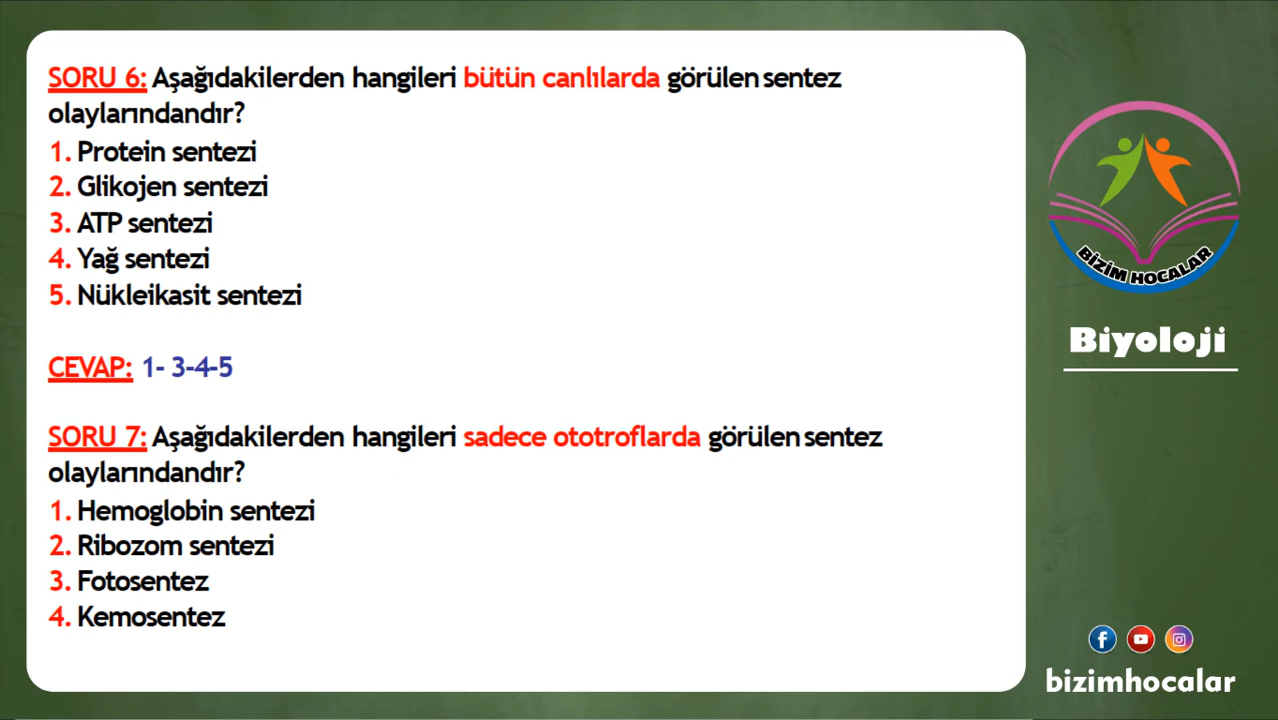 SORU 6: Aşağıdakilerden hangileri bütün canlılarda görülen sentez
olaylarındandır?
1. Protein sentezi
2. Glikojen sentezi
3. ATP sentezi
4. Yağ sentezi
5. Nükleikasit sentezi
CEVAP: 1- 3-4-5
SORU 7: Aşağıdakilerden hangileri sadece ototroflarda görülen sentez
olaylarındandır?
1. Hemoglobin sentezi
2. Ribozom sentezi
3. Fotosentez
4. Kemosentez
BİZİM HOCALAR
Biyoloji
bizimhocalar